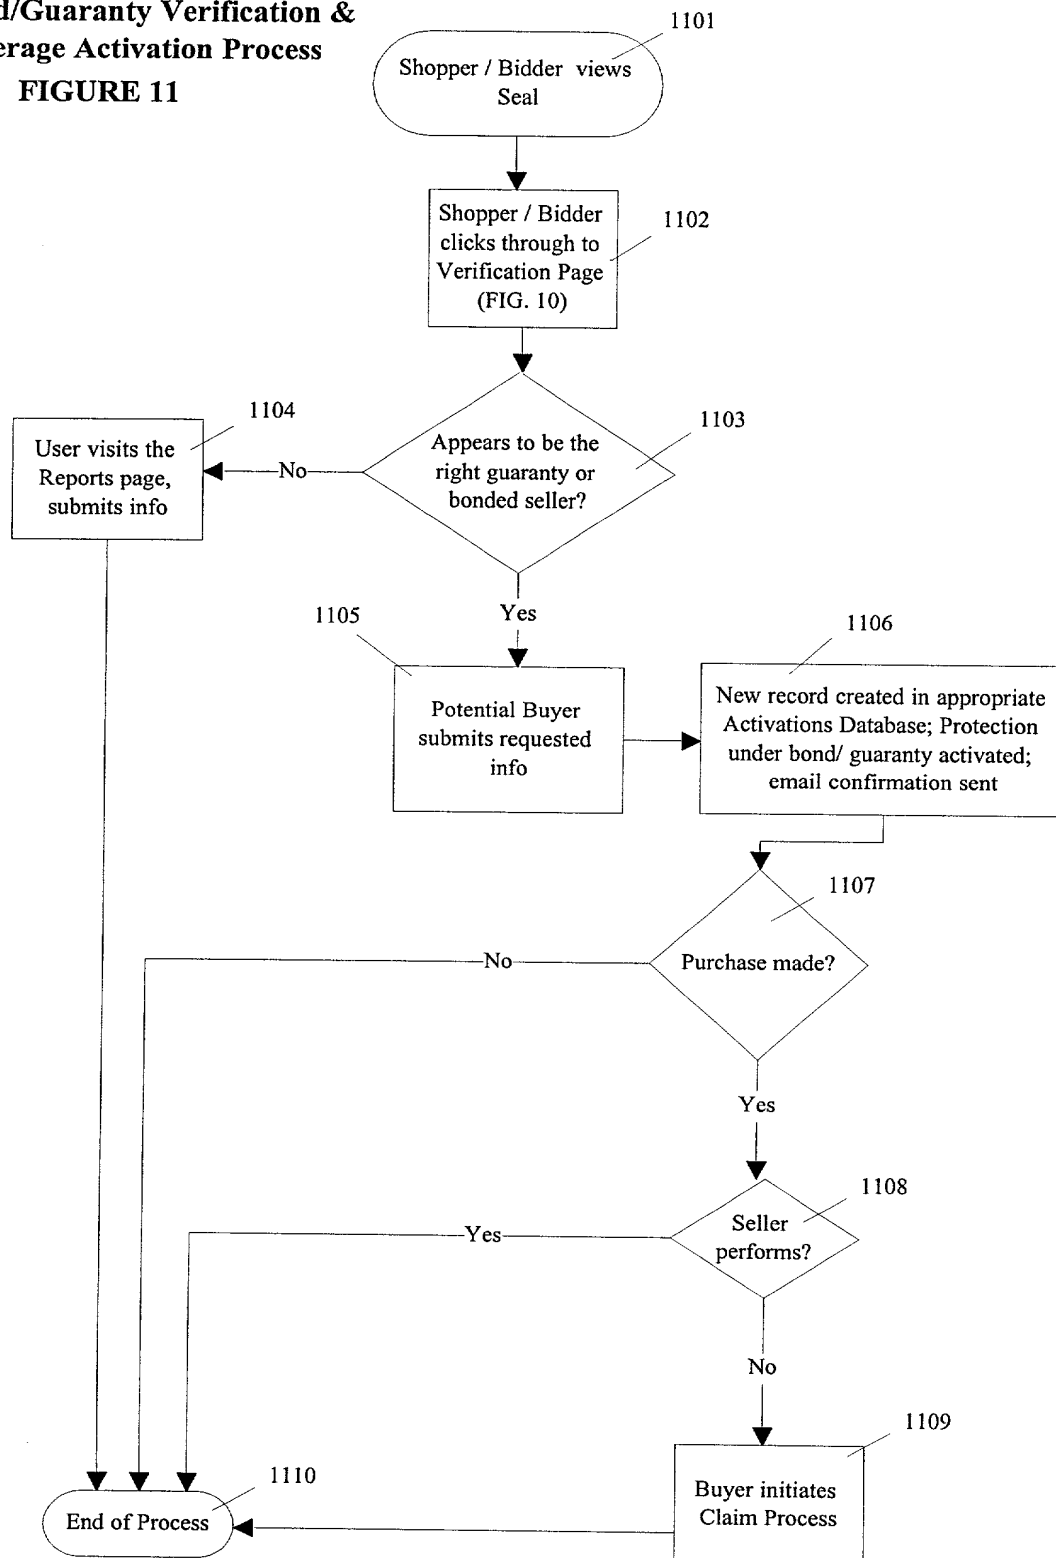 d/Guaranty Verification &
erage Activation Process
FIGURE 11
1101
Shopper / Bidder views
Seal
Shopper / Bidder
clicks through to
Verification Page
(FIG. 10)
1102
1104
User visits the
Reports page,
submits info
No
1103
Appears to be the
right guaranty or
bonded seller?
Yes
1105
Potential Buyer
submits requested
info
1106
New record created in appropriate
Activations Database; Protection
under bond/ guaranty activated;
email confirmation sent
1107
Purchase made?
No
Yes
1108
Seller
performs?
Yes
No
1109
Buyer initiates
Claim Process
1110
End of Process